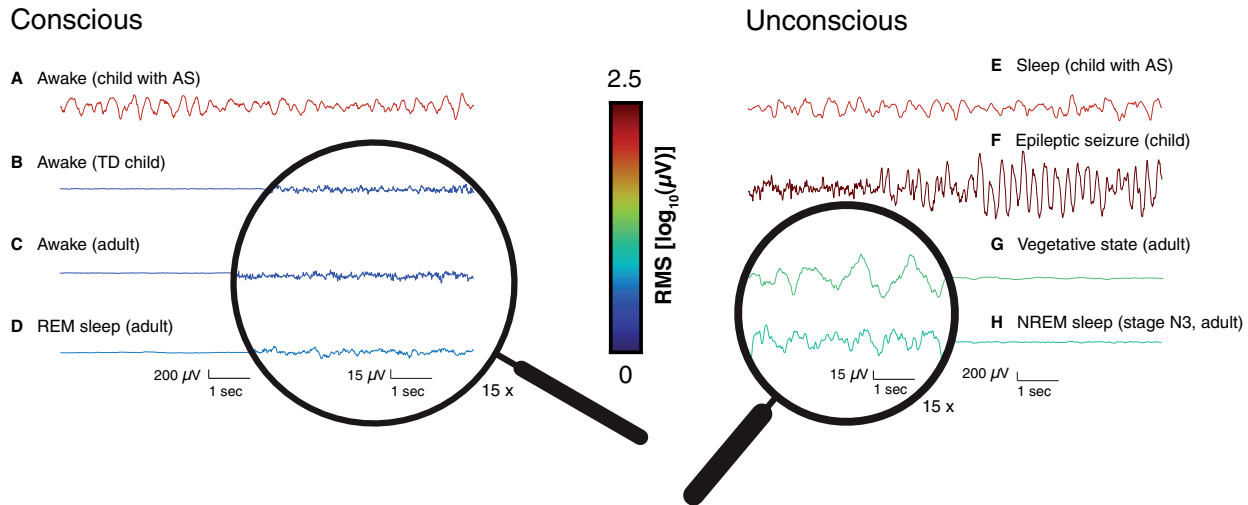 Conscious
A Awake (child with AS)
B Awake (TD child)
C Awake (adult)
D REM sleep (adult)
200 µV
1 sec
15 µV
1 sec
15 x
2.5
RMS [log10(µV)]
0
Unconscious
E Sleep (child with AS)
F Epileptic seizure (child)
G Vegetative state (adult)
H NREM sleep (stage N3, adult)
15 µV
1 sec
15 x
200 µV
1 sec